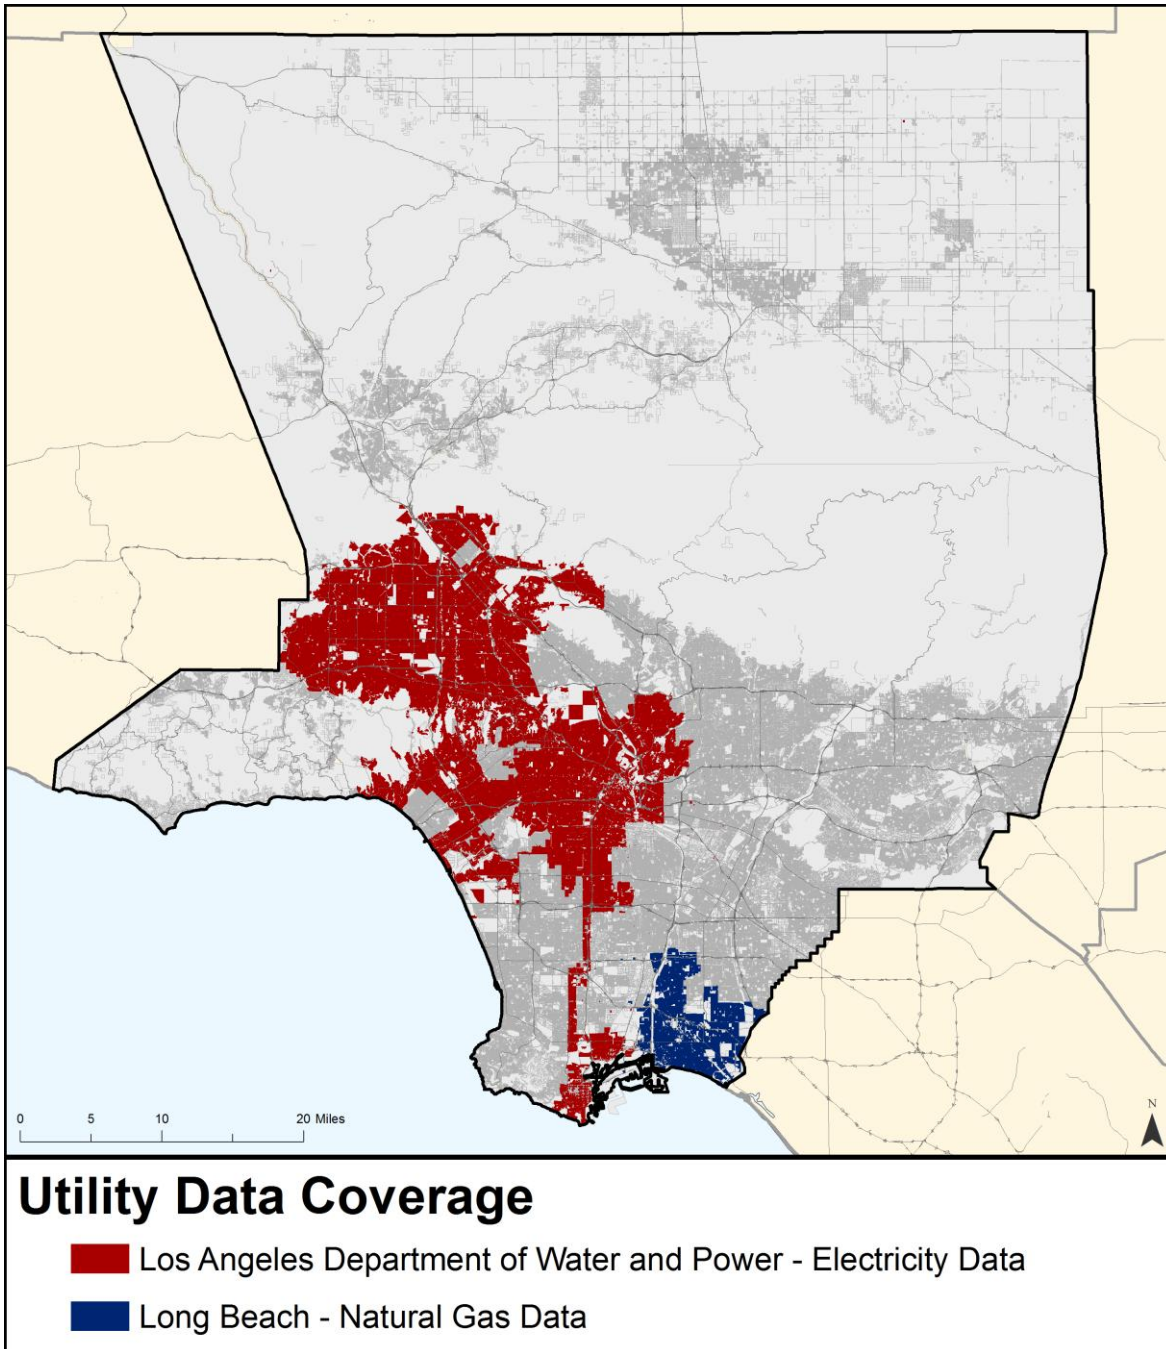 N
0 5 10 20 Miles
Utility Data Coverage
Los Angeles Department of Water and Power - Electricity Data
Long Beach - Natural Gas Data